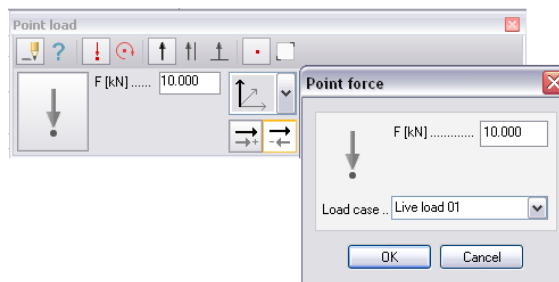 Point load
F [kN] ...... 10.000
Point force
F [kN] ............ 10.000
Load case .. Live load 01
OK Cancel